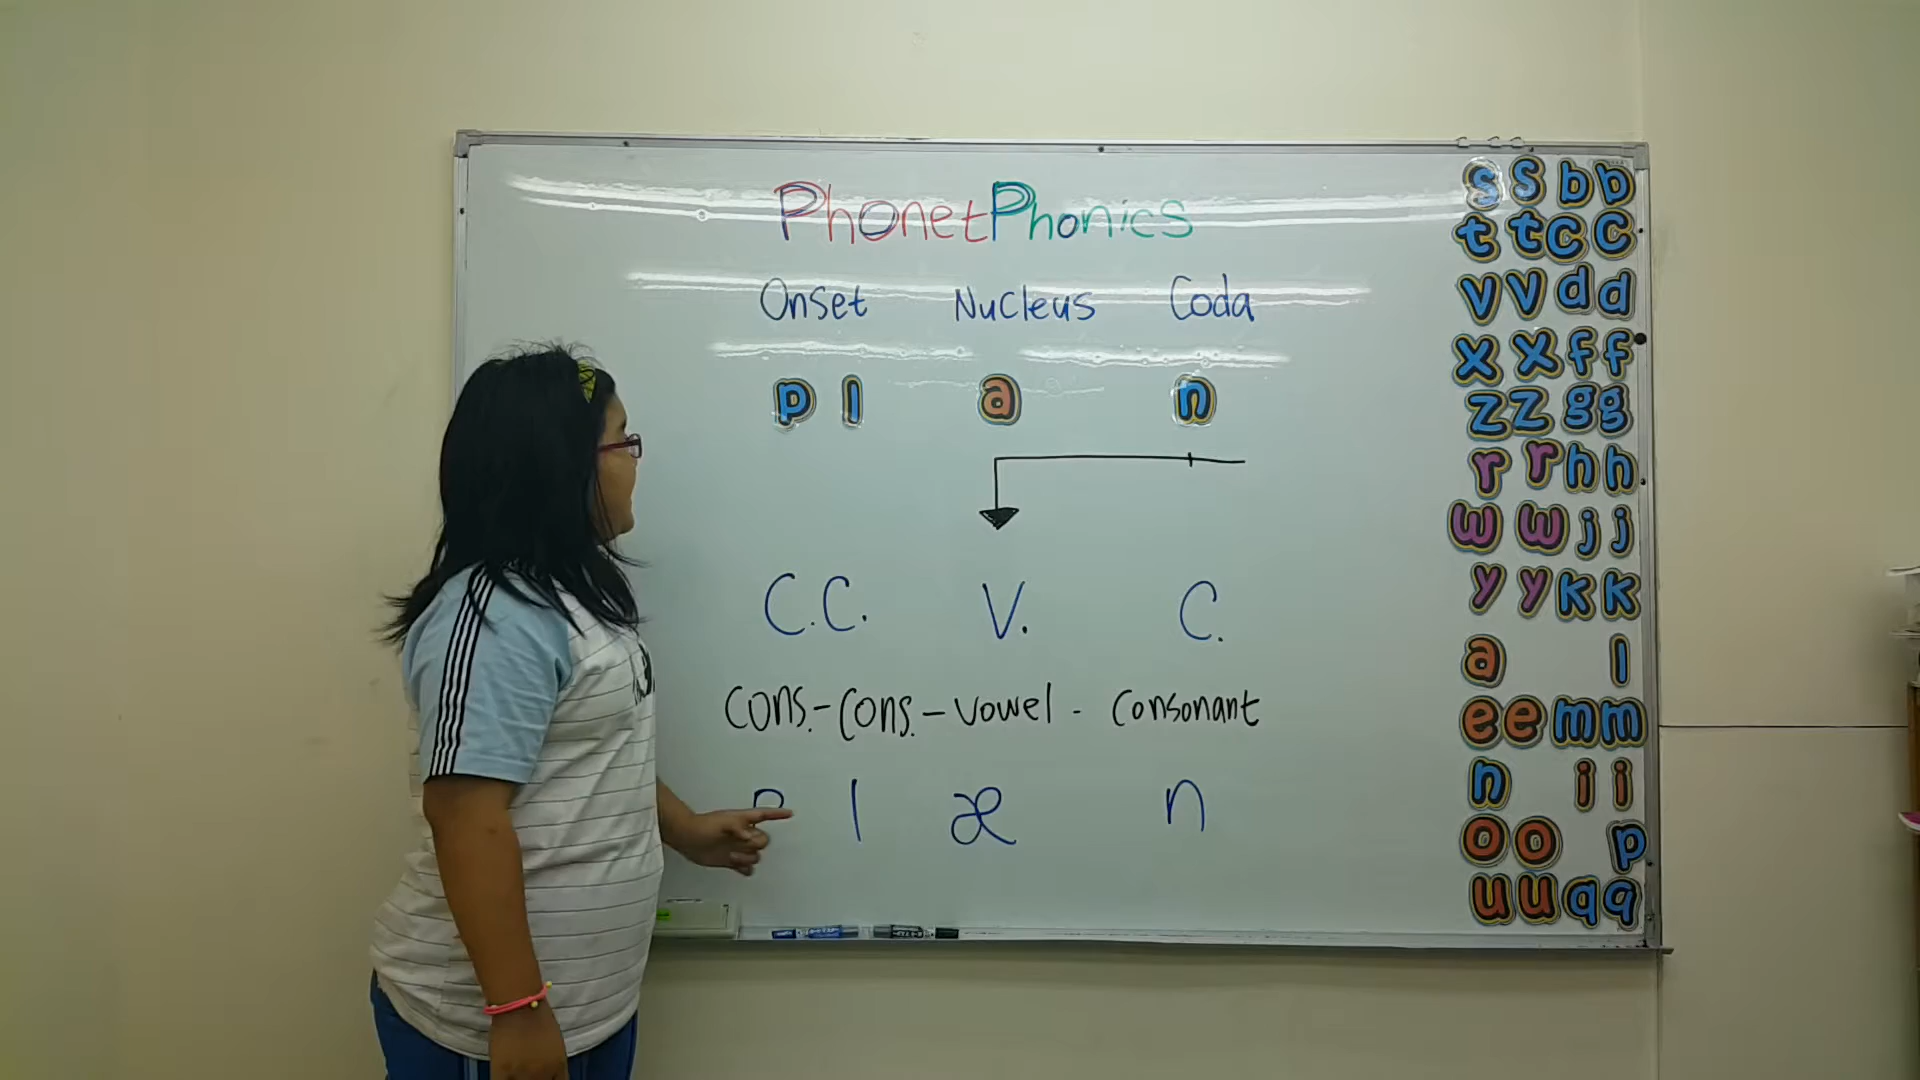 PhonetPhonics
Onset Nucleus Coda
p l a n
C.C. V. C.
Cons.-Cons.-vowel - Consonant
p l æ n
s s b b
t t c c
v v d d
x x f f
z z g g
r r h h
w w j j
y y k k
a l
e e m m
n i i
o o p
u u q q